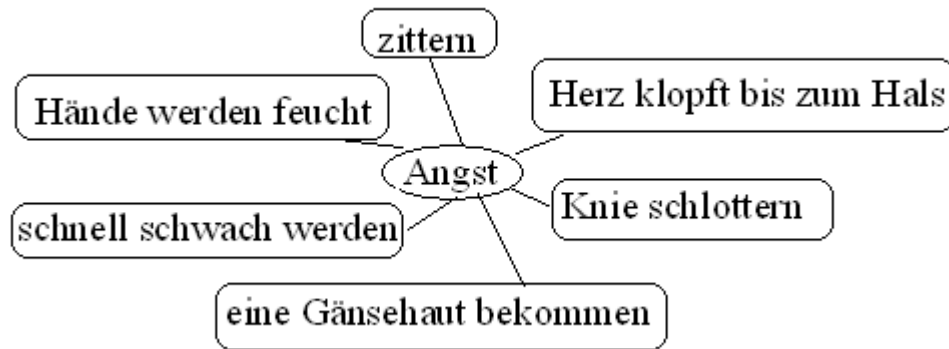 zittern
Hände werden feucht
Herz klopft bis zum Hals
Angst
Knie schlottern
schnell schwach werden
eine Gänsehaut bekommen